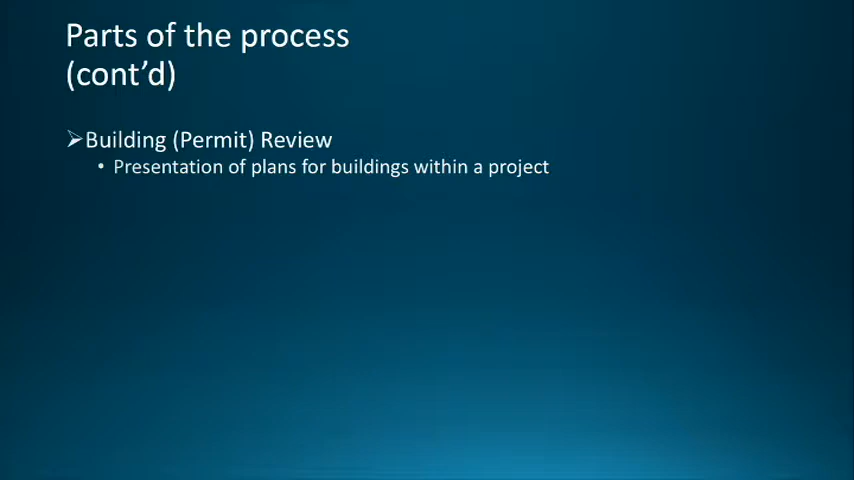 Parts of the process
(cont’d)
➢Building (Permit) Review
• Presentation of plans for buildings within a project